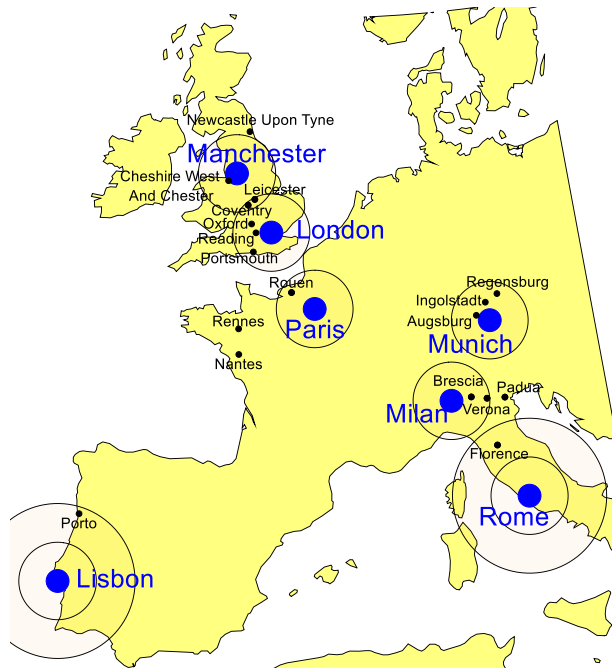 Newcastle Upon Tyne
Manchester
Cheshire West
And Chester
Leicester
Coventry
Oxford
London
Reading
Portsmouth
Rouen
Paris
Rennes
Nantes
Regensburg
Ingolstadt
Augsburg
Munich
Brescia
Padua
Verona
Milan
Florence
Rome
Porto
Lisbon